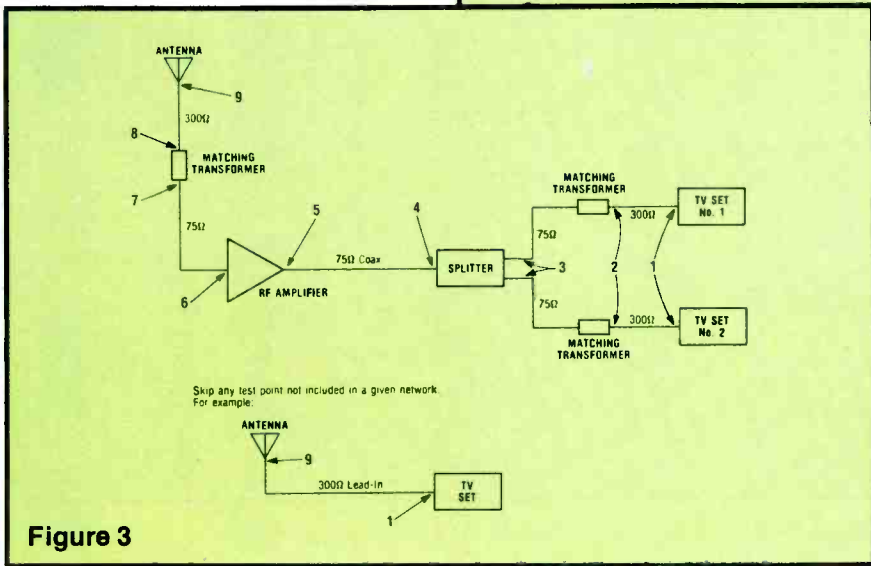 ANTENNA
9
300Ω
8
MATCHING
TRANSFORMER
7
75Ω
6
RF AMPLIFIER
5
75Ω Coax
4
SPLITTER
3
75Ω
75Ω
MATCHING
TRANSFORMER
MATCHING
TRANSFORMER
2
300Ω
300Ω
1
TV SET
No. 1
TV SET
No. 2
Skip any test point not included in a given network.
For example:
ANTENNA
9
300Ω Lead-In
1
TV
SET
Figure 3